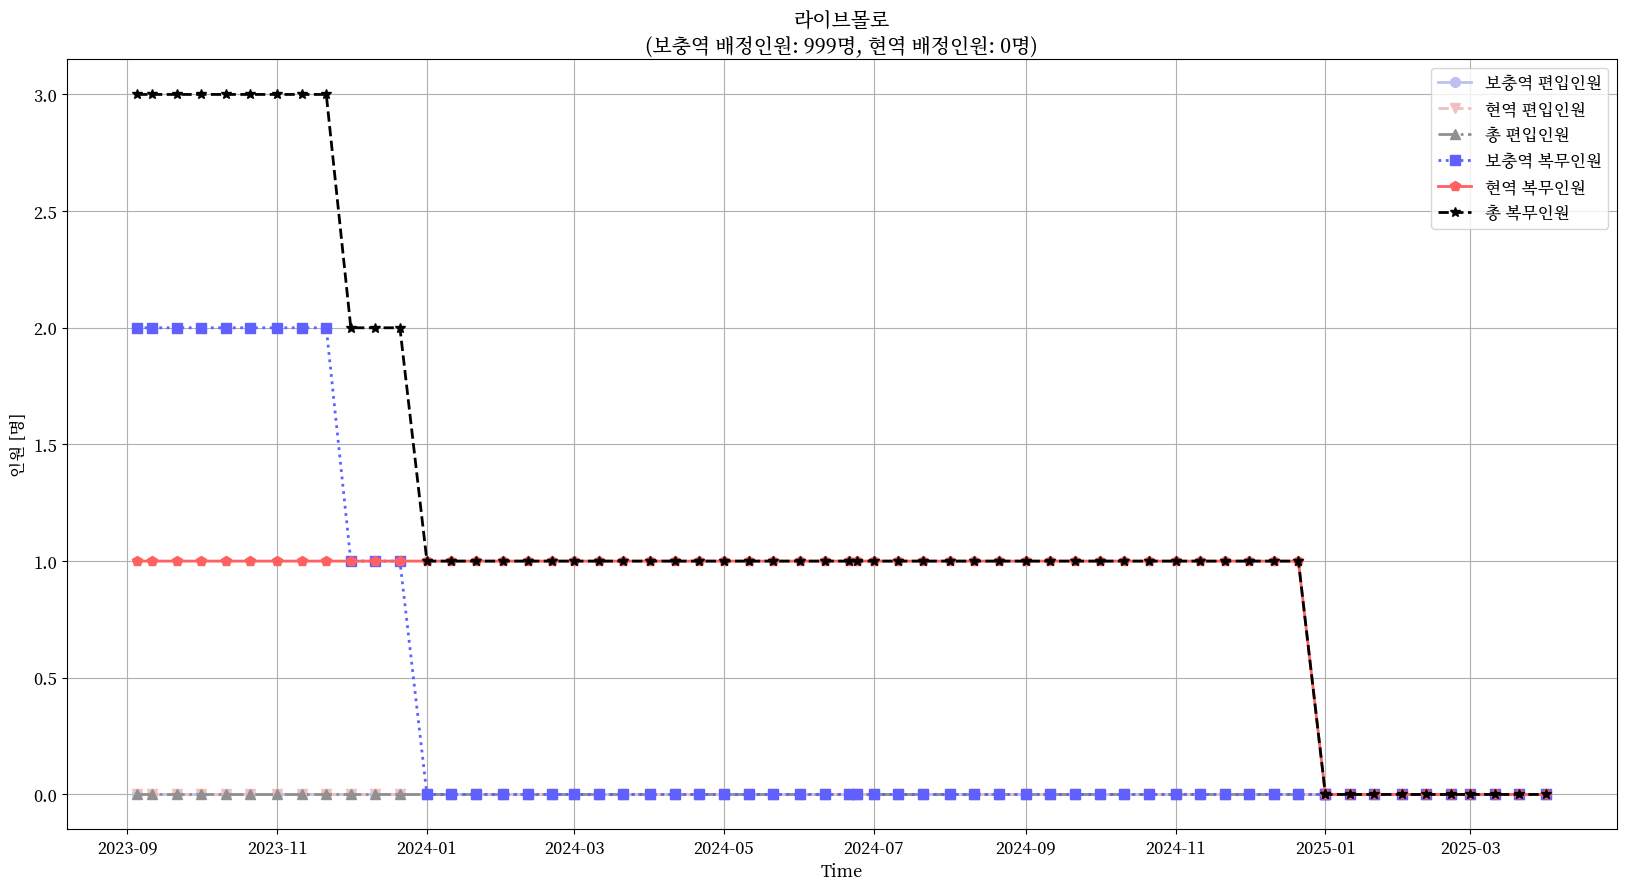 라이브몰로
(보충역 배정인원: 999명, 현역 배정인원: 0명)
보충역 편입인원
현역 편입인원
총 편입인원
보충역 복무인원
현역 복무인원
총 복무인원
인원 [명]
3.0
2.5
2.0
1.5
1.0
0.5
0.0
2023-09 2023-11 2024-01 2024-03 2024-05 2024-07 2024-09 2024-11 2025-01 2025-03
Time